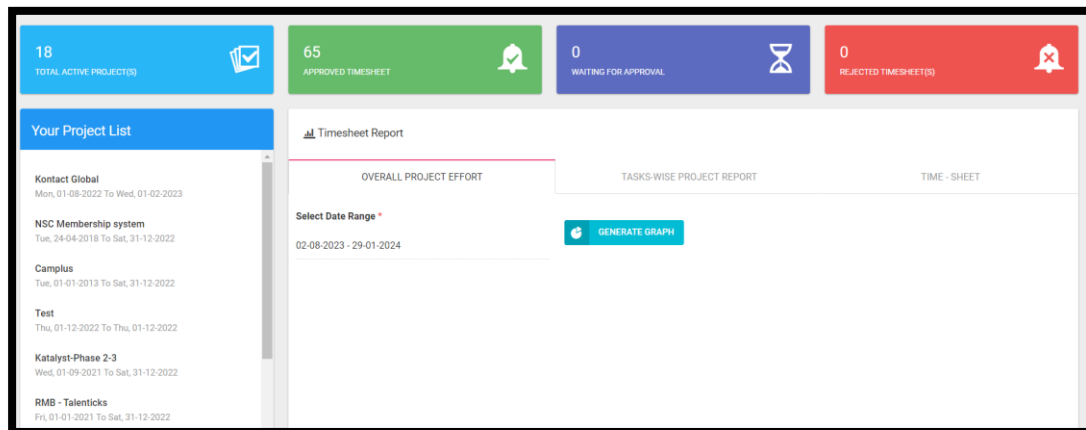 18
TOTAL ACTIVE PROJECT(S)
65
APPROVED TIMESHEET
0
WAITING FOR APPROVAL
0
REJECTED TIMESHEET(S)
Your Project List
Kontact Global
Mon, 01-08-2022 To Wed, 01-02-2023
NSC Membership system
Tue, 24-04-2018 To Sat, 31-12-2022
Camplus
Tue, 01-01-2013 To Sat, 31-12-2022
Test
Thu, 01-12-2022 To Thu, 01-12-2022
Katalyst-Phase 2-3
Wed, 01-09-2021 To Sat, 31-12-2022
RMB - Talenticks
Fri, 01-01-2021 To Sat, 31-12-2022
Timesheet Report
OVERALL PROJECT EFFORT
TASKS-WISE PROJECT REPORT
TIME - SHEET
Select Date Range *
02-08-2023 - 29-01-2024
GENERATE GRAPH